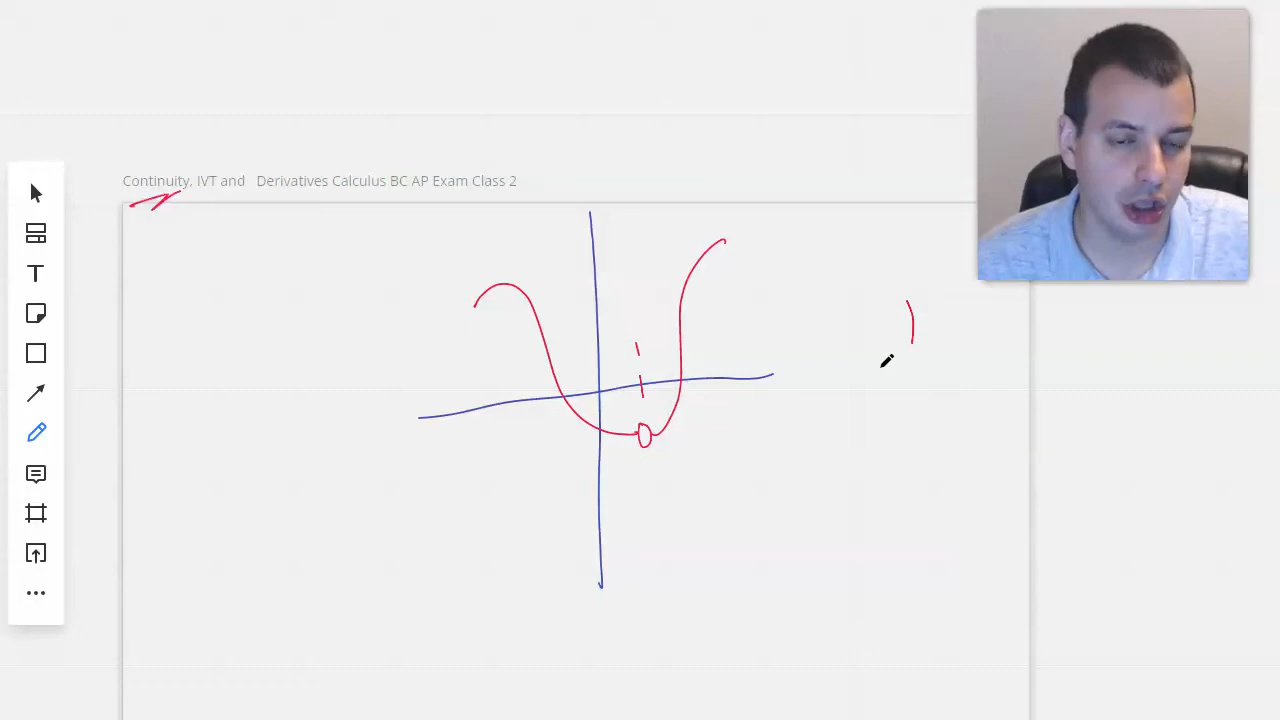 Continuity, IVT and Derivatives Calculus BC AP Exam Class 2
T